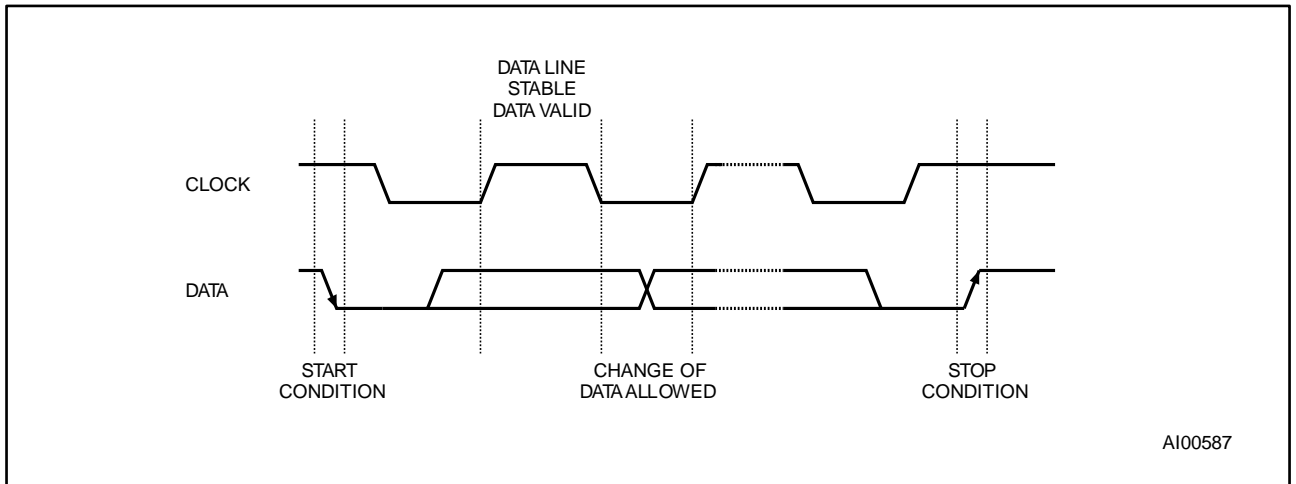 DATA LINE
STABLE
DATA VALID
CLOCK
DATA
START
CONDITION
CHANGE OF
DATA ALLOWED
STOP
CONDITION
AI00587